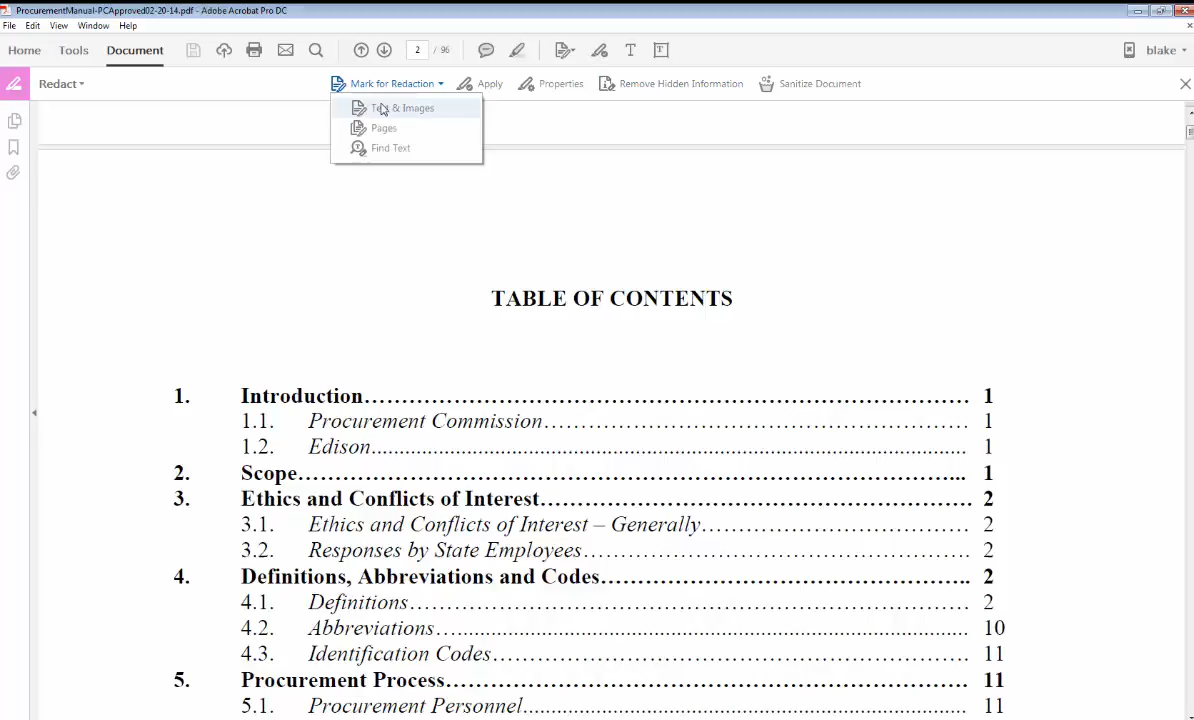 ProcurementManual-PCApproved02-20-14.pdf - Adobe Acrobat Pro DC
File Edit View Window Help
Home Tools Document 2 / 96 blake
Redact Mark for Redaction Apply Properties Remove Hidden Information Sanitize Document
Text & Images
Pages
Find Text
TABLE OF CONTENTS
1. Introduction……………………………………………………………………… 1
1.1. Procurement Commission……………………………………………… 1
1.2. Edison................................................................................ 1
2. Scope……………………………………………………………………………... 1
3. Ethics and Conflicts of Interest………………………………………………… 2
3.1. Ethics and Conflicts of Interest – Generally…………………………… 2
3.2. Responses by State Employees………………………………………… 2
4. Definitions, Abbreviations and Codes………………………………………….. 2
4.1. Definitions……………………………………………………………… 2
4.2. Abbreviations…...................................................................... 10
4.3. Identification Codes…………………………………………………… 11
5. Procurement Process…………………………………………………………… 11
5.1. Procurement Personnel............................................................ 11